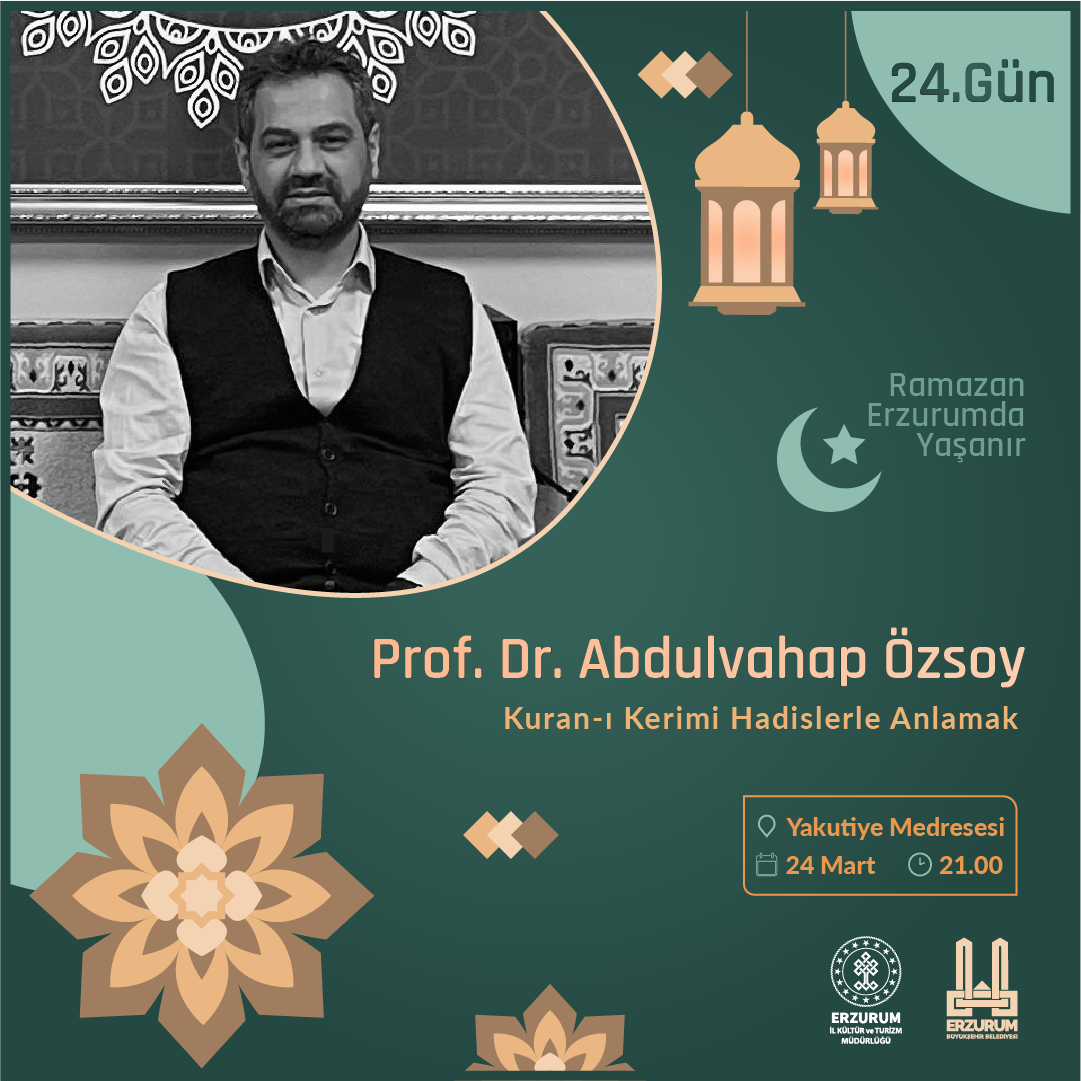 24.Gün
Ramazan
Erzurumda
Yaşanır
Prof. Dr. Abdulvahap Özsoy
Kuran-ı Kerimi Hadislerle Anlamak
Yakutiye Medresesi
24 Mart 21.00
ERZURUM
İL KÜLTÜR ve TURİZM
MÜDÜRLÜĞÜ
ERZURUM
BÜYÜKŞEHİR BELEDİYESİ